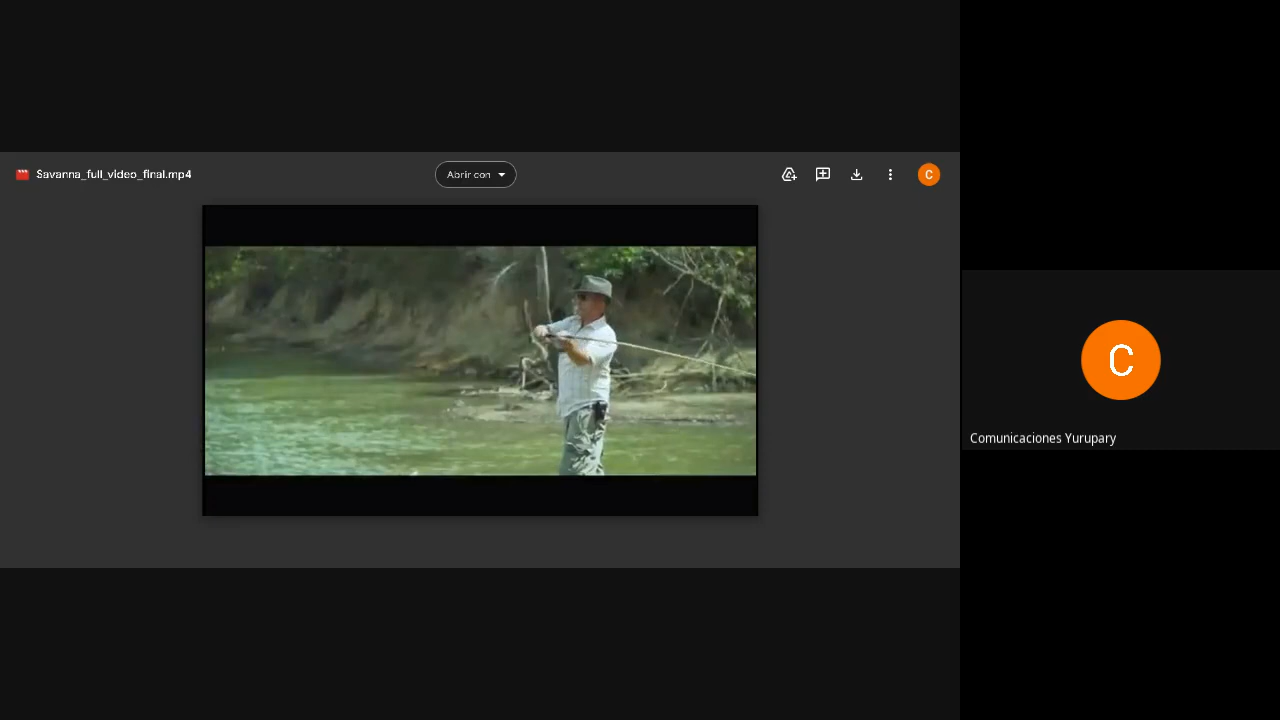 Savanna_full_video_final.mp4
Abrir con
C
C
Comunicaciones Yurupary